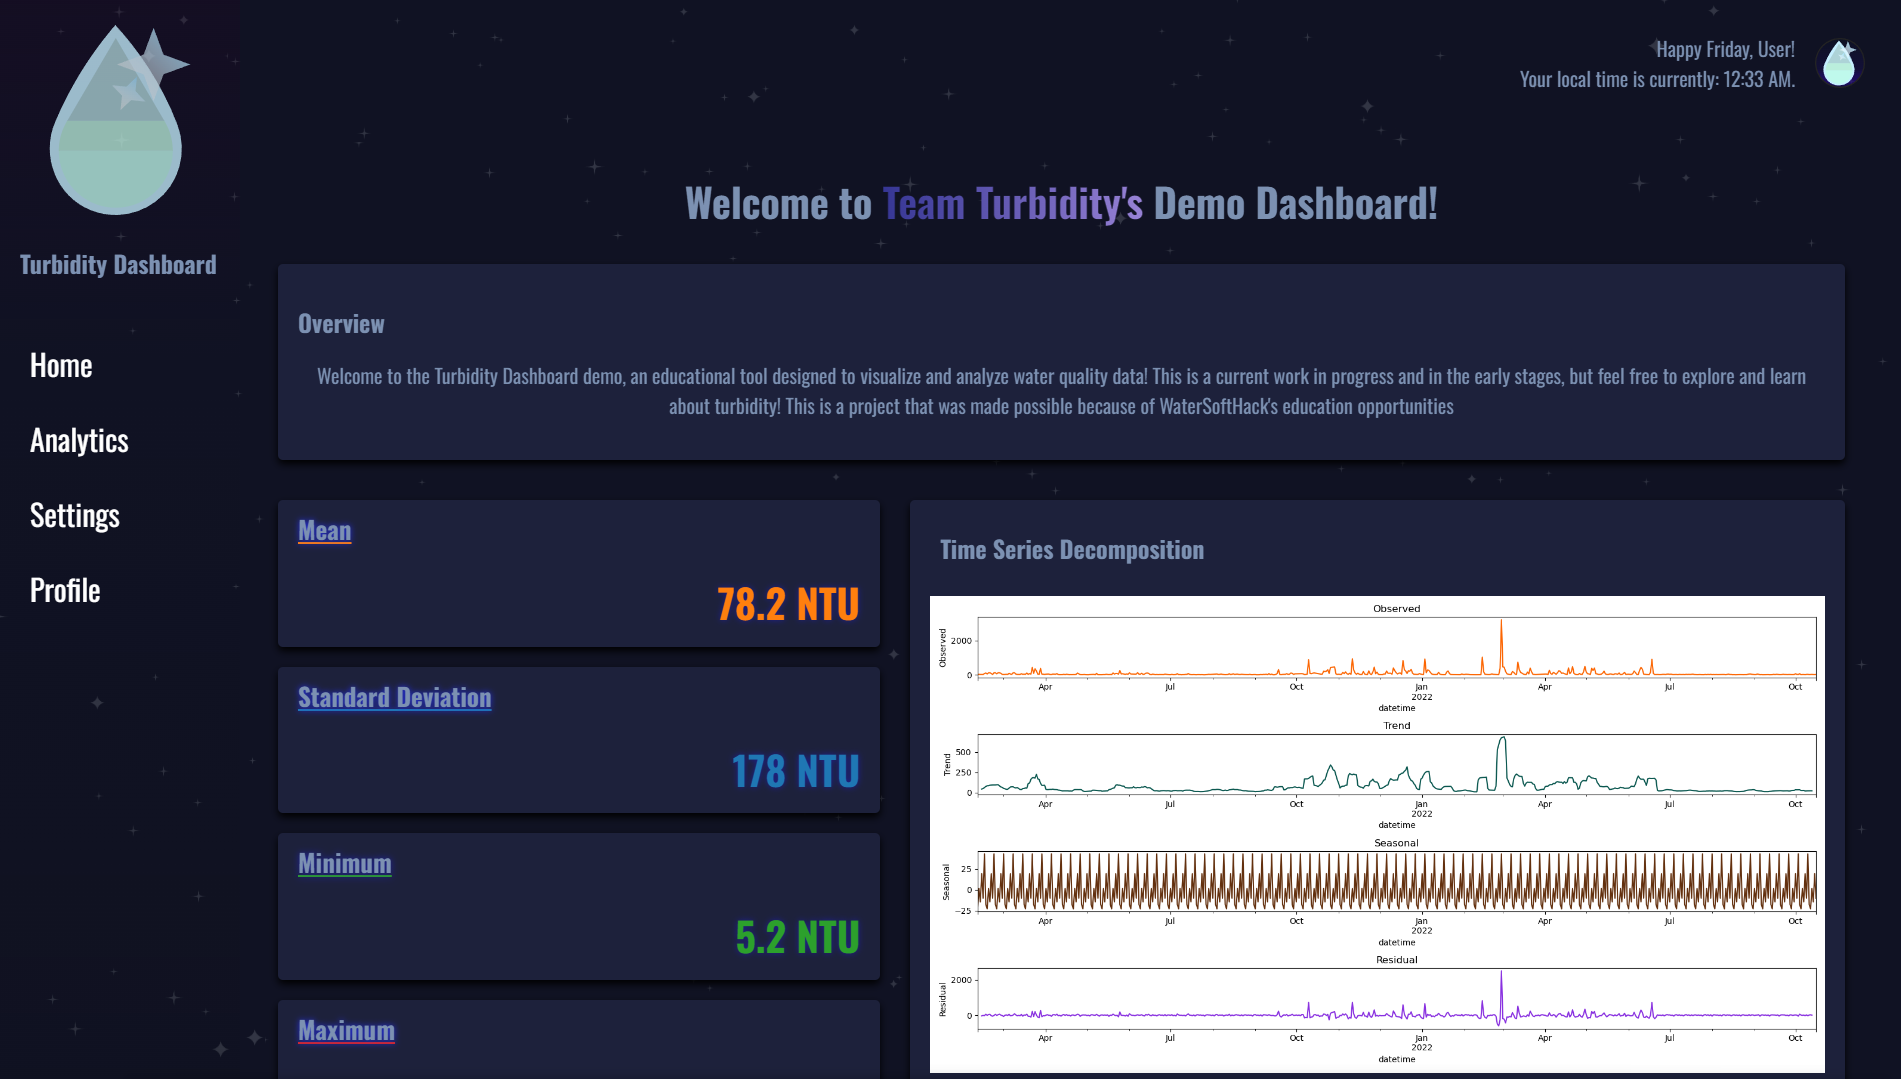 Happy Friday, User!
Your local time is currently: 12:33 AM.
Turbidity Dashboard
Home
Analytics
Settings
Profile
Welcome to Team Turbidity's Demo Dashboard!
Overview
Welcome to the Turbidity Dashboard demo, an educational tool designed to visualize and analyze water quality data! This is a current work in progress and in the early stages, but feel free to explore and learn
about turbidity! This is a project that was made possible because of WaterSoftHack's education opportunities
Mean
78.2 NTU
Standard Deviation
178 NTU
Minimum
5.2 NTU
Maximum
Time Series Decomposition
Observed
Observed
2000
0
Apr Jul Oct Jan Apr Jul Oct
2022
datetime
Trend
Trend
500
250
0
Apr Jul Oct Jan Apr Jul Oct
2022
datetime
Seasonal
Seasonal
25
0
−25
Apr Jul Oct Jan Apr Jul Oct
2022
datetime
Residual
Residual
2000
0
Apr Jul Oct Jan Apr Jul Oct
2022
datetime